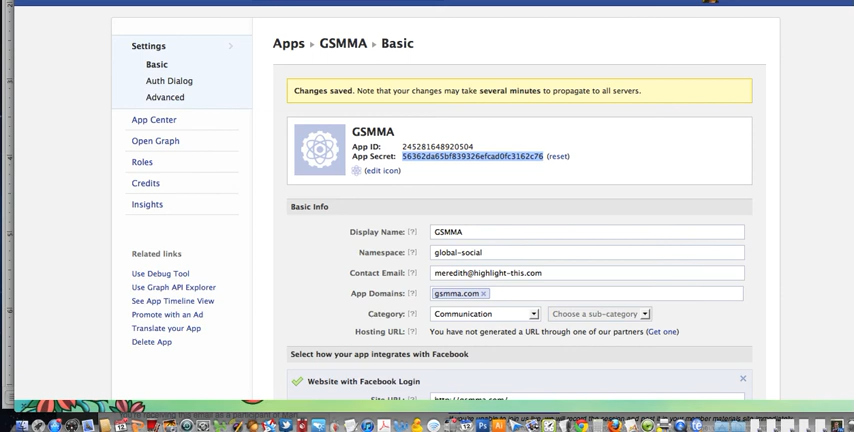 Settings
Basic
Auth Dialog
Advanced
App Center
Open Graph
Roles
Credits
Insights
Related links
Use Debug Tool
Use Graph API Explorer
See App Timeline View
Promote with an Ad
Translate your App
Delete App
Apps ▸ GSMMA ▸ Basic
Changes saved. Note that your changes may take several minutes to propagate to all servers.
GSMMA
App ID: 245281648920504
App Secret: 56362da65bf839326efcad0fc3162c76 (reset)
(edit icon)
Basic Info
Display Name: [?] GSMMA
Namespace: [?] global-social
Contact Email: [?] meredith@highlight-this.com
App Domains: [?] gsmma.com ×
Category: [?] Communication Choose a sub-category
Hosting URL: [?] You have not generated a URL through one of our partners (Get one)
Select how your app integrates with Facebook
Website with Facebook Login
Site URL: [?] http://gsmma.com/